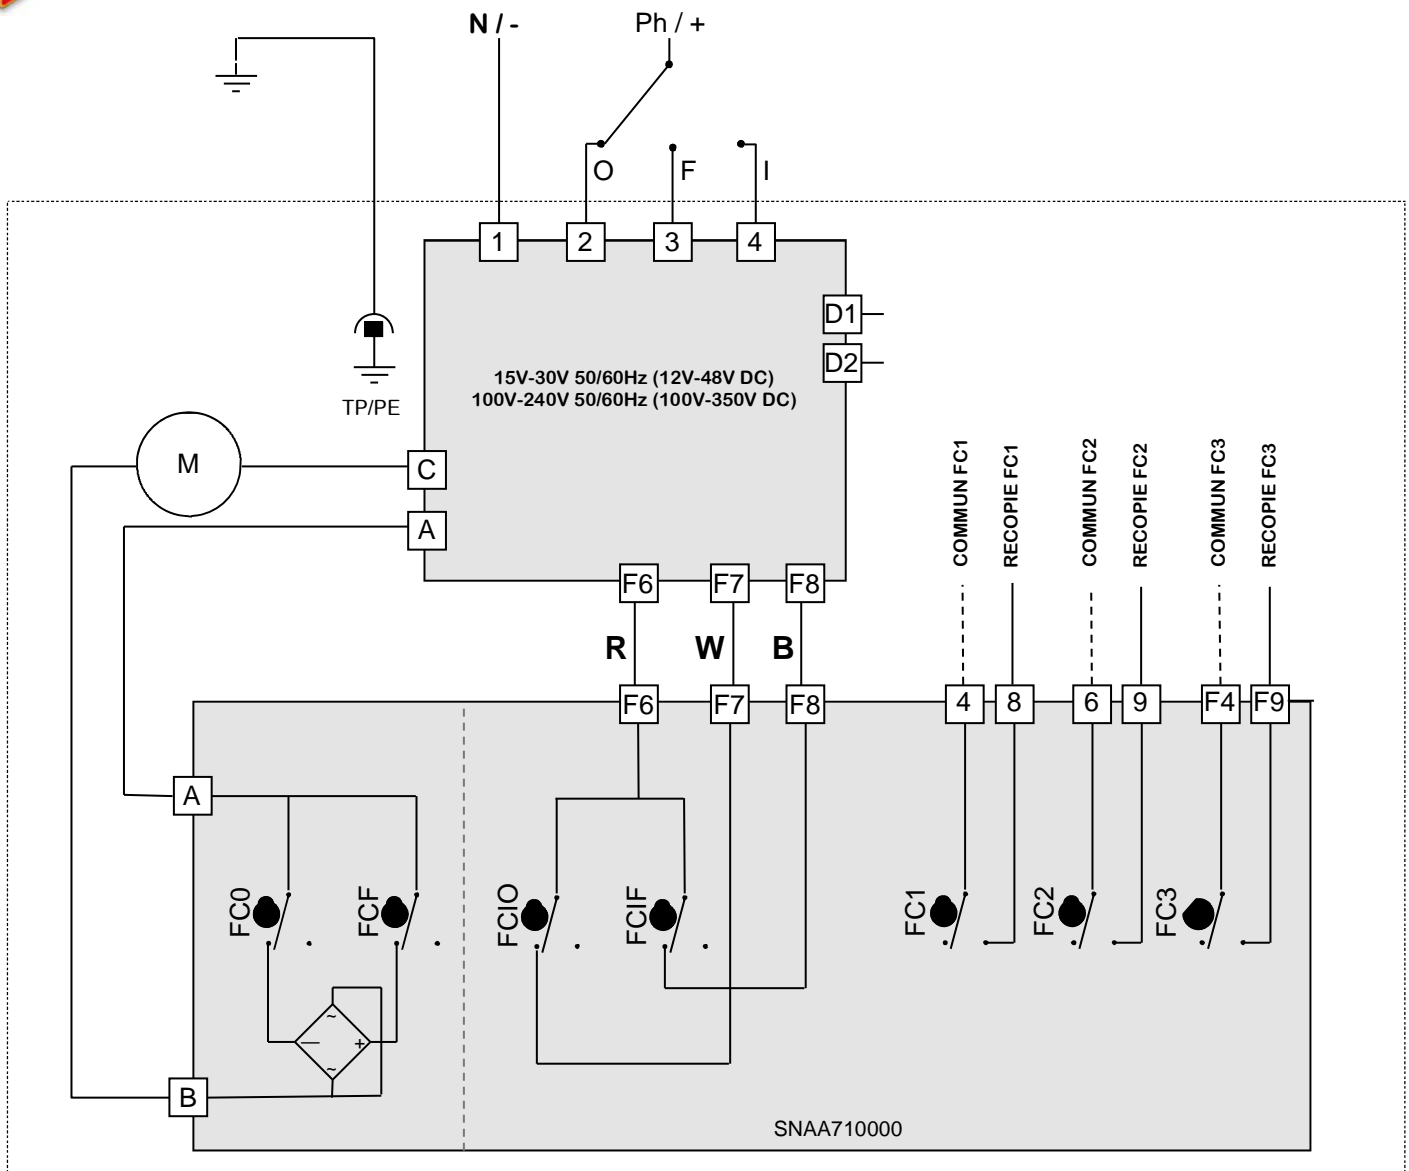 N / -
Ph / +
O
F
I
1
2
3
4
D1
D2
15V-30V 50/60Hz (12V-48V DC)
100V-240V 50/60Hz (100V-350V DC)
TP/PE
M
C
A
COMMUN FC1
RECOPIE FC1
COMMUN FC2
RECOPIE FC2
COMMUN FC3
RECOPIE FC3
F6
F7
F8
R
W
B
F6
F7
F8
4
8
6
9
F4
F9
A
FC0
FCF
FCIO
FCIF
FC1
FC2
FC3
~
—
+
~
B
SNAA710000